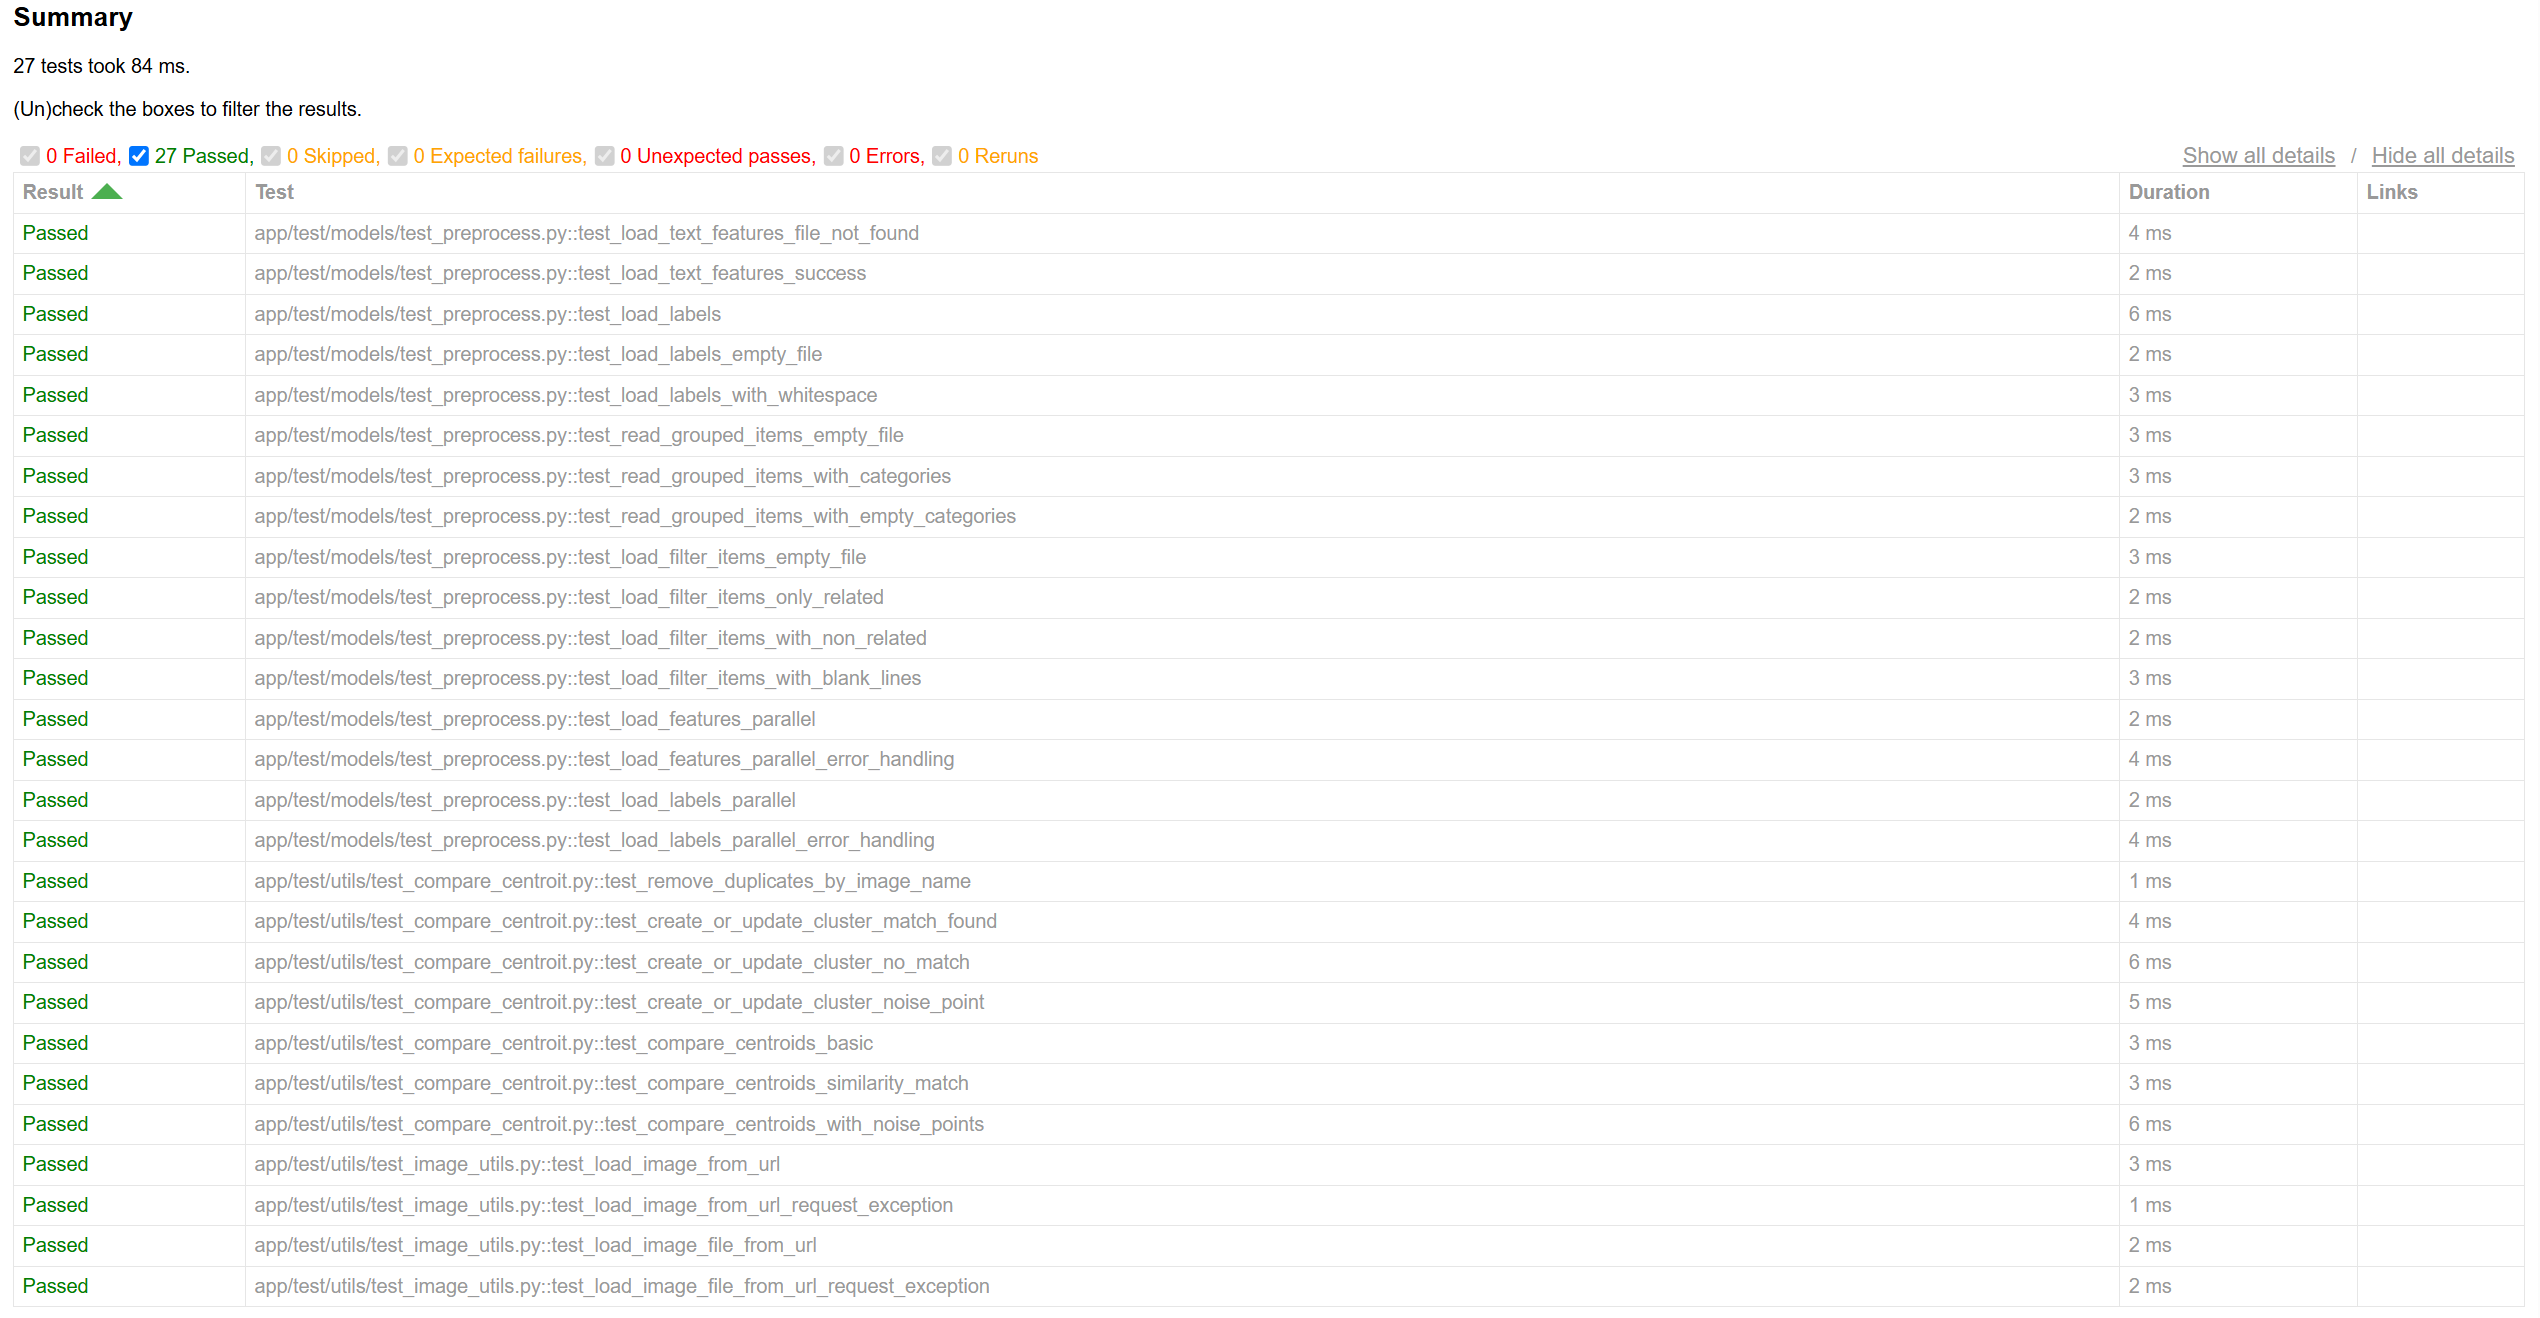 Summary
27 tests took 84 ms.
(Un)check the boxes to filter the results.
0 Failed, 27 Passed, 0 Skipped, 0 Expected failures, 0 Unexpected passes, 0 Errors, 0 Reruns Show all details / Hide all details
Result Test Duration Links
Passed app/test/models/test_preprocess.py::test_load_text_features_file_not_found 4 ms
Passed app/test/models/test_preprocess.py::test_load_text_features_success 2 ms
Passed app/test/models/test_preprocess.py::test_load_labels 6 ms
Passed app/test/models/test_preprocess.py::test_load_labels_empty_file 2 ms
Passed app/test/models/test_preprocess.py::test_load_labels_with_whitespace 3 ms
Passed app/test/models/test_preprocess.py::test_read_grouped_items_empty_file 3 ms
Passed app/test/models/test_preprocess.py::test_read_grouped_items_with_categories 3 ms
Passed app/test/models/test_preprocess.py::test_read_grouped_items_with_empty_categories 2 ms
Passed app/test/models/test_preprocess.py::test_load_filter_items_empty_file 3 ms
Passed app/test/models/test_preprocess.py::test_load_filter_items_only_related 2 ms
Passed app/test/models/test_preprocess.py::test_load_filter_items_with_non_related 2 ms
Passed app/test/models/test_preprocess.py::test_load_filter_items_with_blank_lines 3 ms
Passed app/test/models/test_preprocess.py::test_load_features_parallel 2 ms
Passed app/test/models/test_preprocess.py::test_load_features_parallel_error_handling 4 ms
Passed app/test/models/test_preprocess.py::test_load_labels_parallel 2 ms
Passed app/test/models/test_preprocess.py::test_load_labels_parallel_error_handling 4 ms
Passed app/test/utils/test_compare_centroit.py::test_remove_duplicates_by_image_name 1 ms
Passed app/test/utils/test_compare_centroit.py::test_create_or_update_cluster_match_found 4 ms
Passed app/test/utils/test_compare_centroit.py::test_create_or_update_cluster_no_match 6 ms
Passed app/test/utils/test_compare_centroit.py::test_create_or_update_cluster_noise_point 5 ms
Passed app/test/utils/test_compare_centroit.py::test_compare_centroids_basic 3 ms
Passed app/test/utils/test_compare_centroit.py::test_compare_centroids_similarity_match 3 ms
Passed app/test/utils/test_compare_centroit.py::test_compare_centroids_with_noise_points 6 ms
Passed app/test/utils/test_image_utils.py::test_load_image_from_url 3 ms
Passed app/test/utils/test_image_utils.py::test_load_image_from_url_request_exception 1 ms
Passed app/test/utils/test_image_utils.py::test_load_image_file_from_url 2 ms
Passed app/test/utils/test_image_utils.py::test_load_image_file_from_url_request_exception 2 ms